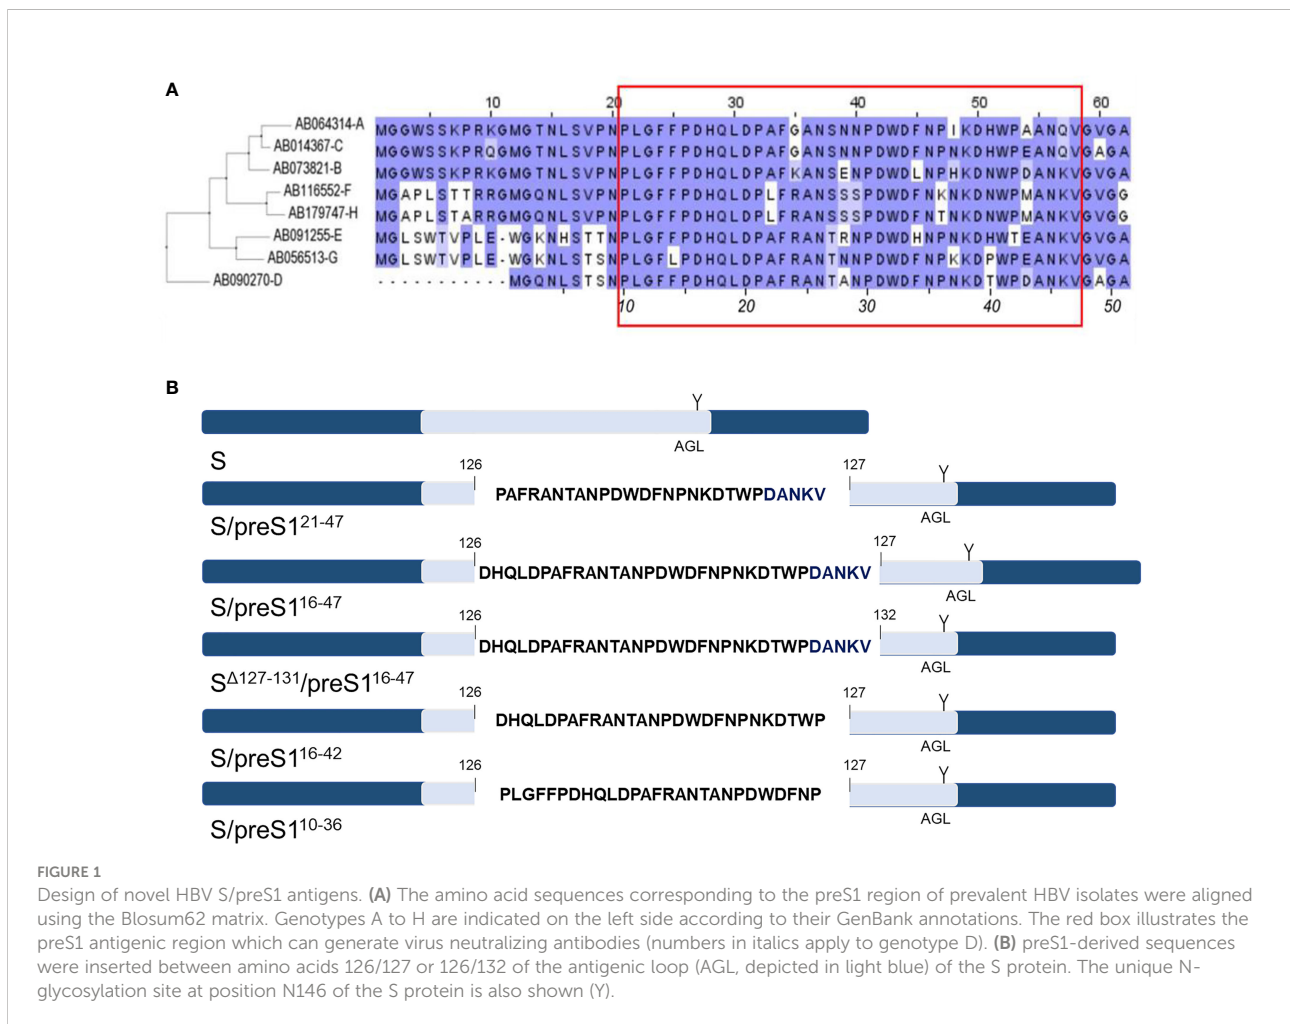 A
10 20 30 40 50 60
AB064314-A MGGWSSKPRKGMGTNLSVPNPLGFFPDHQLDPAFGANSNNPDWDFNPIKDHWPAANQVGVGA
AB014367-C MGGWSSKPRQGMGTNLSVPNPLGFFPDHQLDPAFGANSNNPDWDFNPNKDHWPEANQVGAGA
AB073821-B MGGWSSKPRKGMGTNLSVPNPLGFFPDHQLDPAFKANSENPDWDLNPHKDNWPDANKVGVGA
AB116552-F MGAPLSTTRRGMGQNLSVPNPLGFFPDHQLDPLFRANSSSPDWDFNKNKDNWPMANKVGVGG
AB179747-H MGAPLSTARRGMGQNLSVPNPLGFFPDHQLDPLFRANSSSPDWDFNTNKDNWPMANKVGVGG
AB091255-E MGLSWTVPLE-WGKNHSTTNPLGFFPDHQLDPAFRANTRNPDWDHNPNKDNWTEANKVGVGA
AB056513-G MGLSWTVPLE-WGKNLSTSNPLGFLPDHQLDPAFRANTNNPDWDFNPKKDPWPEANKVGVGA
AB090270-D -----------MGQNLSTSNPLGFFPDHQLDPAFRANTANPDWDFNPNKDTWPDANKVGAGA
10 20 30 40 50
B
Y
AGL
S
126 127
PAFRANTANPDWDFNPNKDTWPDANKV Y
AGL
S/preS1²¹⁻⁴⁷
126 127
DHQLDPAFRANTANPDWDFNPNKDTWPDANKV Y
AGL
S/preS1¹⁶⁻⁴⁷
126 132
DHQLDPAFRANTANPDWDFNPNKDTWPDANKV Y
AGL
S^Δ127-131/preS1¹⁶⁻⁴⁷
126 127
DHQLDPAFRANTANPDWDFNPNKDTWP Y
AGL
S/preS1¹⁶⁻⁴²
126 127
PLGFFPDHQLDPAFRANTANPDWDFNP Y
AGL
S/preS1¹⁰⁻³⁶
FIGURE 1
Design of novel HBV S/preS1 antigens. (A) The amino acid sequences corresponding to the preS1 region of prevalent HBV isolates were aligned
using the Blosum62 matrix. Genotypes A to H are indicated on the left side according to their GenBank annotations. The red box illustrates the
preS1 antigenic region which can generate virus neutralizing antibodies (numbers in italics apply to genotype D). (B) preS1-derived sequences
were inserted between amino acids 126/127 or 126/132 of the antigenic loop (AGL, depicted in light blue) of the S protein. The unique N-
glycosylation site at position N146 of the S protein is also shown (Y).